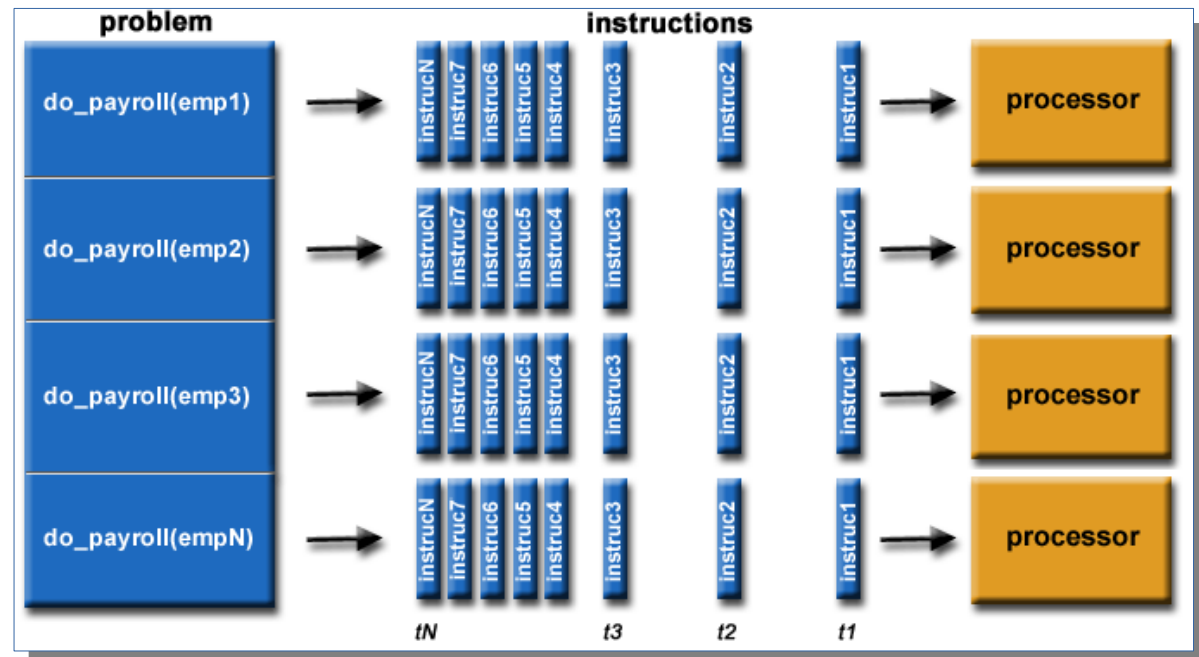 problem
instructions
do_payroll(emp1)
instrucN
instruc7
instruc6
instruc5
instruc4
instruc3
instruc2
instruc1
processor
do_payroll(emp2)
instrucN
instruc7
instruc6
instruc5
instruc4
instruc3
instruc2
instruc1
processor
do_payroll(emp3)
instrucN
instruc7
instruc6
instruc5
instruc4
instruc3
instruc2
instruc1
processor
do_payroll(empN)
instrucN
instruc7
instruc6
instruc5
instruc4
instruc3
instruc2
instruc1
processor
tN
t3
t2
t1